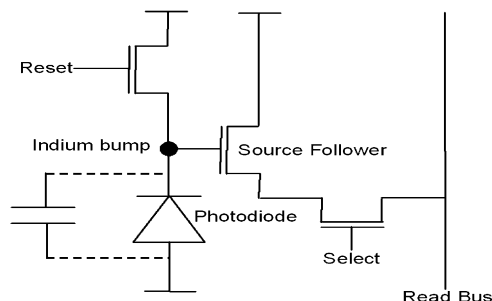 Reset
Indium bump
Source Follower
Photodiode
Select
Read Bus